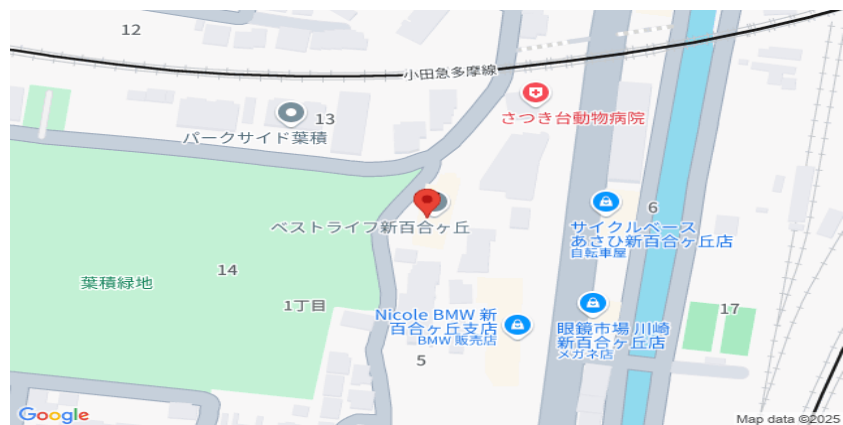 12
小田急多摩線
13
さつき台動物病院
パークサイド葉積
ベストライフ新百合ヶ丘
6
サイクルベース
あさひ新百合ヶ丘店
自転車屋
14
葉積緑地
1丁目
Nicole BMW 新
百合ヶ丘支店
BMW 販売店
眼鏡市場 川崎
新百合ヶ丘店
メガネ店
17
5
Google
Map data ©2025